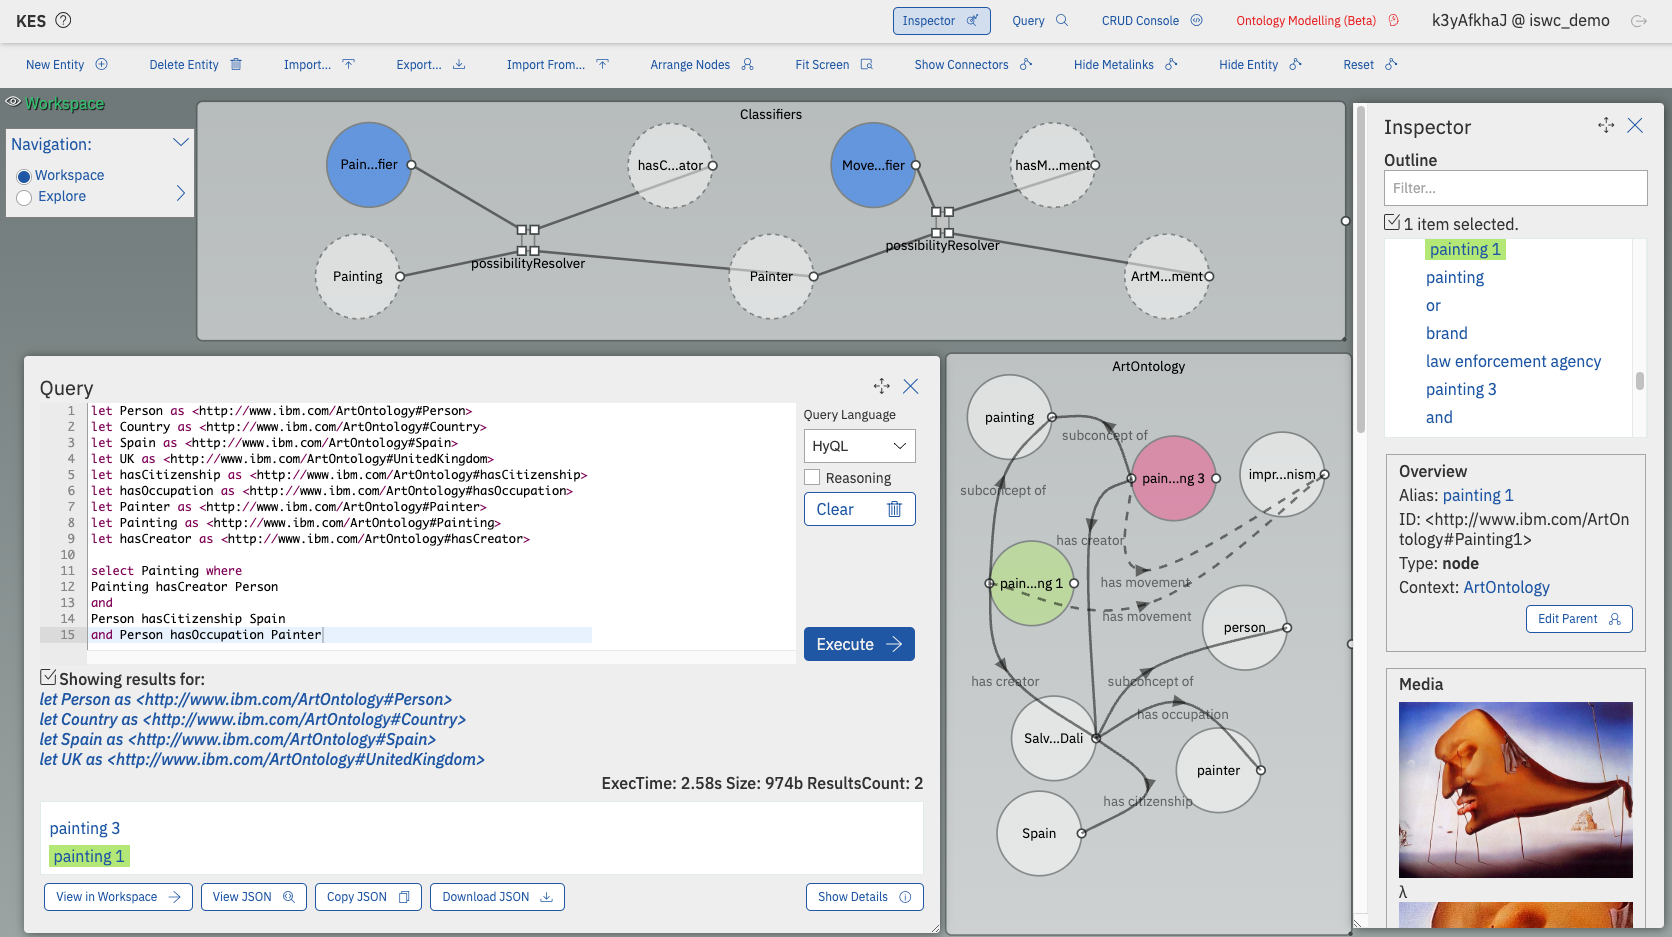 KES
Inspector
Query
CRUD Console
Ontology Modelling (Beta)
k3yAfkhaJ @ iswc_demo
New Entity
Delete Entity
Import...
Export...
Import From...
Arrange Nodes
Fit Screen
Show Connectors
Hide Metalinks
Hide Entity
Reset
Workspace
Navigation:
Workspace
Explore
Classifiers
Pain...fier
hasC...ator
Move...fier
hasM...ment
possibilityResolver
possibilityResolver
Painting
Painter
ArtM...ment
Query
1 let Person as <http://www.ibm.com/ArtOntology#Person>
2 let Country as <http://www.ibm.com/ArtOntology#Country>
3 let Spain as <http://www.ibm.com/ArtOntology#Spain>
4 let UK as <http://www.ibm.com/ArtOntology#UnitedKingdom>
5 let hasCitizenship as <http://www.ibm.com/ArtOntology#hasCitizenship>
6 let hasOccupation as <http://www.ibm.com/ArtOntology#hasOccupation>
7 let Painter as <http://www.ibm.com/ArtOntology#Painter>
8 let Painting as <http://www.ibm.com/ArtOntology#Painting>
9 let hasCreator as <http://www.ibm.com/ArtOntology#hasCreator>
10
11 select Painting where
12 Painting hasCreator Person
13 and
14 Person hasCitizenship Spain
15 and Person hasOccupation Painter
Query Language
HyQL
Reasoning
Clear
Execute
Showing results for:
let Person as <http://www.ibm.com/ArtOntology#Person>
let Country as <http://www.ibm.com/ArtOntology#Country>
let Spain as <http://www.ibm.com/ArtOntology#Spain>
let UK as <http://www.ibm.com/ArtOntology#UnitedKingdom>
ExecTime: 2.58s Size: 974b ResultsCount: 2
painting 3
painting 1
View in Workspace
View JSON
Copy JSON
Download JSON
Show Details
ArtOntology
painting
subconcept of
pain...ng 3
impr...nism
subconcept of
has creator
pain...ng 1
has movement
has movement
person
has creator
subconcept of
has occupation
Salv...Dali
painter
has citizenship
Spain
Inspector
Outline
Filter...
1 item selected.
painting 1
painting
or
brand
law enforcement agency
painting 3
and
Overview
Alias: painting 1
ID: <http://www.ibm.com/ArtOn
tology#Painting1>
Type: node
Context: ArtOntology
Edit Parent
Media
λ